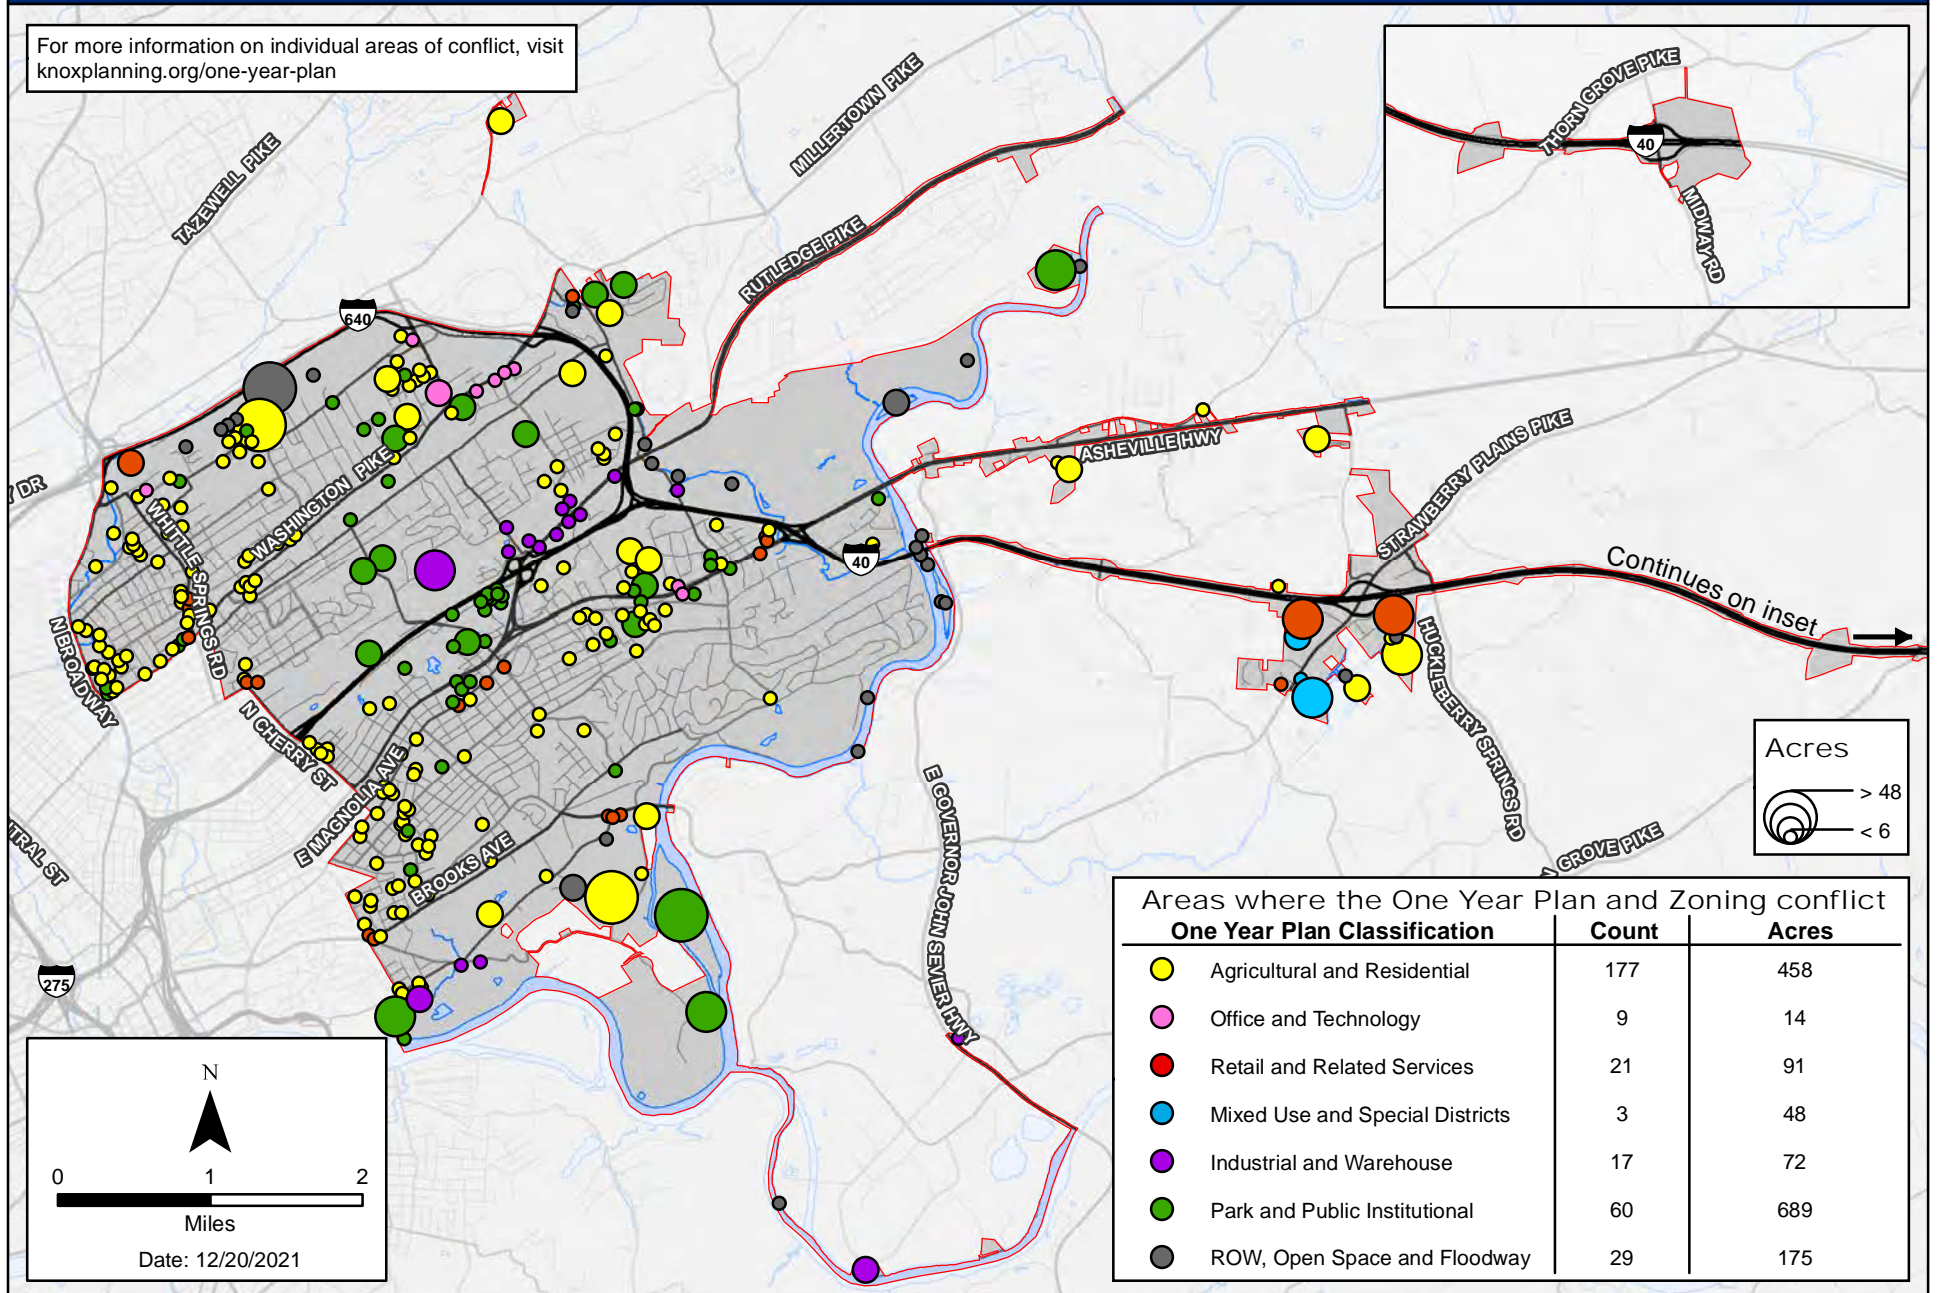 For more information on individual areas of conflict, visit
knoxplanning.org/one-year-plan
TAZEWELL PIKE
MILLERTOWN PIKE
RUTLEDGE PIKE
THORN GROVE PIKE
40
MIDWAY RD
640
Y DR
WASHINGTON PIKE
WHITTLE SPRINGS RD
N BROADWAY
N CHERRY ST
E MAGNOLIA AVE
BROOKS AVE
ASHEVILLE HWY
STRAWBERRY PLAINS PIKE
40
Continues on inset
HUCKLEBERRY SPRINGS RD
E GOVERNOR JOHN SEVIER HWY
GROVE PIKE
TRAL ST
275
Acres
> 48
< 6
Areas where the One Year Plan and Zoning conflict
One Year Plan Classification Count Acres
Agricultural and Residential 177 458
Office and Technology 9 14
Retail and Related Services 21 91
Mixed Use and Special Districts 3 48
Industrial and Warehouse 17 72
Park and Public Institutional 60 689
ROW, Open Space and Floodway 29 175
N
0 1 2
Miles
Date: 12/20/2021